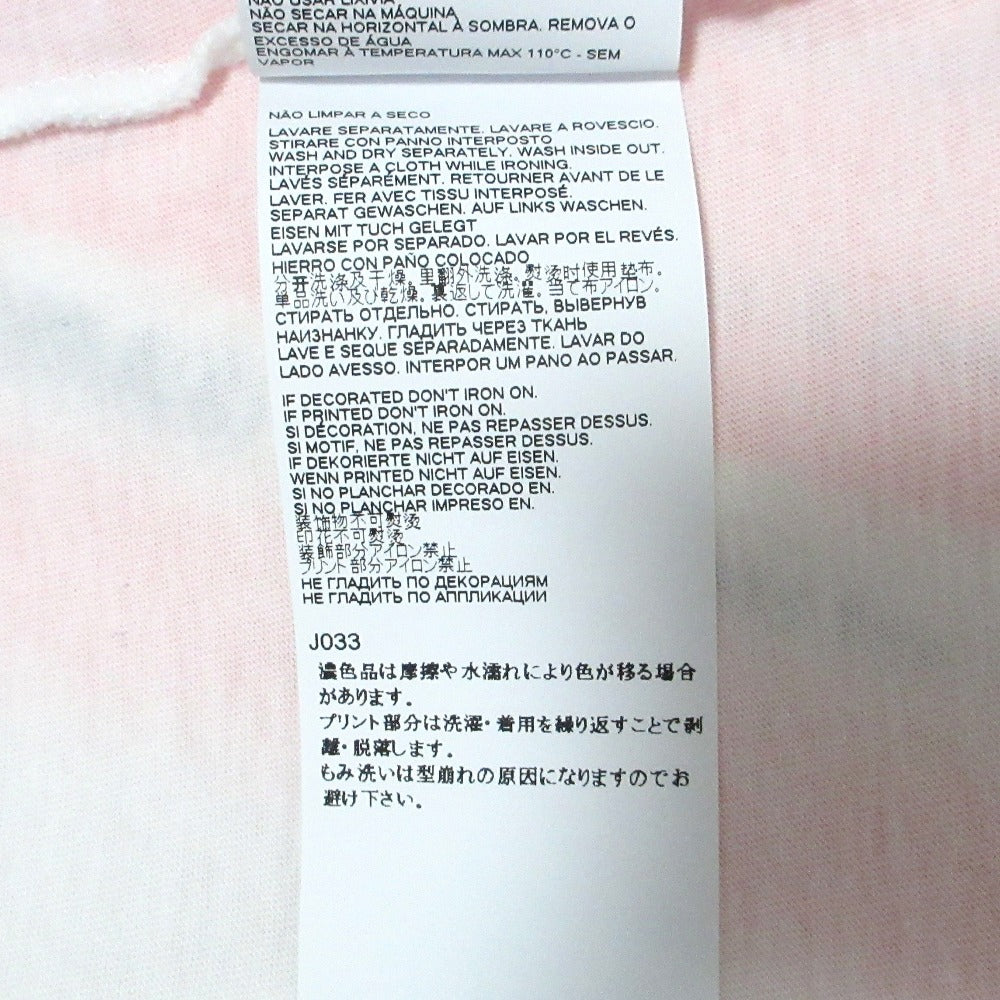 NÃO USAR LIXIVIA
NÃO SECAR NA MÁQUINA
SECAR NA HORIZONTAL À SOMBRA. REMOVA O
EXCESSO DE ÁGUA
ENGOMAR À TEMPERATURA MAX 110°C - SEM
VAPOR
NÃO LIMPAR A SECO
LAVARE SEPARATAMENTE. LAVARE A ROVESCIO.
STIRARE CON PANNO INTERPOSTO
WASH AND DRY SEPARATELY. WASH INSIDE OUT.
INTERPOSE A CLOTH WHILE IRONING.
LAVÉS SÉPARÉMENT. RETOURNER AVANT DE LE
LAVER. FER AVEC TISSU INTERPOSÉ.
SEPARAT GEWASCHEN. AUF LINKS WASCHEN.
EISEN MIT TUCH GELEGT
LAVARSE POR SEPARADO. LAVAR POR EL REVÉS.
HIERRO CON PAÑO COLOCADO
分开洗涤及干燥。里翻外洗涤。熨烫时使用垫布。
単品洗い及び乾燥。裏返して洗濯。当て布アイロン。
СТИРАТЬ ОТДЕЛЬНО. СТИРАТЬ, ВЫВЕРНУВ
НАИЗНАНКУ. ГЛАДИТЬ ЧЕРЕЗ ТКАНЬ
LAVE E SEQUE SEPARADAMENTE. LAVAR DO
LADO AVESSO. INTERPOR UM PANO AO PASSAR.
IF DECORATED DON'T IRON ON.
IF PRINTED DON'T IRON ON.
SI DÉCORATION, NE PAS REPASSER DESSUS.
SI MOTIF, NE PAS REPASSER DESSUS.
IF DEKORIERTE NICHT AUF EISEN.
WENN PRINTED NICHT AUF EISEN.
SI NO PLANCHAR DECORADO EN.
SI NO PLANCHAR IMPRESO EN.
装饰物不可熨烫
印花不可熨烫
装飾部分アイロン禁止
プリント部分アイロン禁止
НЕ ГЛАДИТЬ ПО ДЕКОРАЦИЯМ
НЕ ГЛАДИТЬ ПО АППЛИКАЦИИ
J033
濃色品は摩擦や水濡れにより色が移る場合
があります。
プリント部分は洗濯・着用を繰り返すことで剥
離・脱落します。
もみ洗いは型崩れの原因になりますのでお
避け下さい。